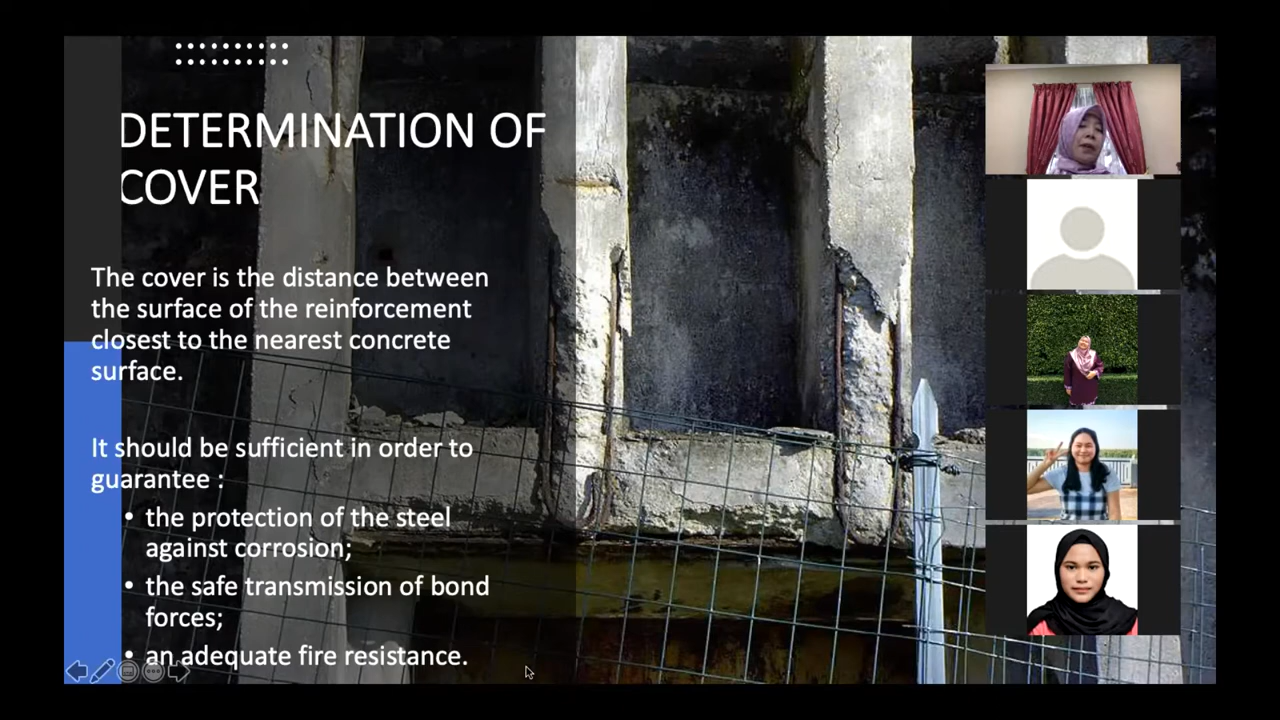 DETERMINATION OF
COVER
The cover is the distance between
the surface of the reinforcement
closest to the nearest concrete
surface.
It should be sufficient in order to
guarantee :
• the protection of the steel
against corrosion;
• the safe transmission of bond
forces;
• an adequate fire resistance.